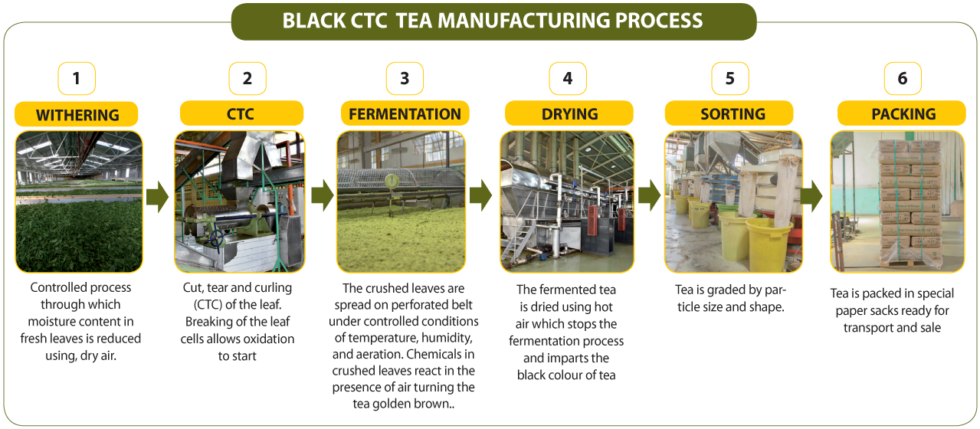 BLACK CTC TEA MANUFACTURING PROCESS
1
WITHERING
Controlled process
through which
moisture content in
fresh leaves is reduced
using, dry air.
2
CTC
Cut, tear and curling
(CTC) of the leaf.
Breaking of the leaf
cells allows oxidation
to start
3
FERMENTATION
The crushed leaves are
spread on perforated belt
under controlled conditions
of temperature, humidity,
and aeration. Chemicals in
crushed leaves react in the
presence of air turning the
tea golden brown..
4
DRYING
The fermented tea
is dried using hot
air which stops the
fermentation process
and imparts the
black colour of tea
5
SORTING
Tea is graded by par-
ticle size and shape.
6
PACKING
Tea is packed in special
paper sacks ready for
transport and sale